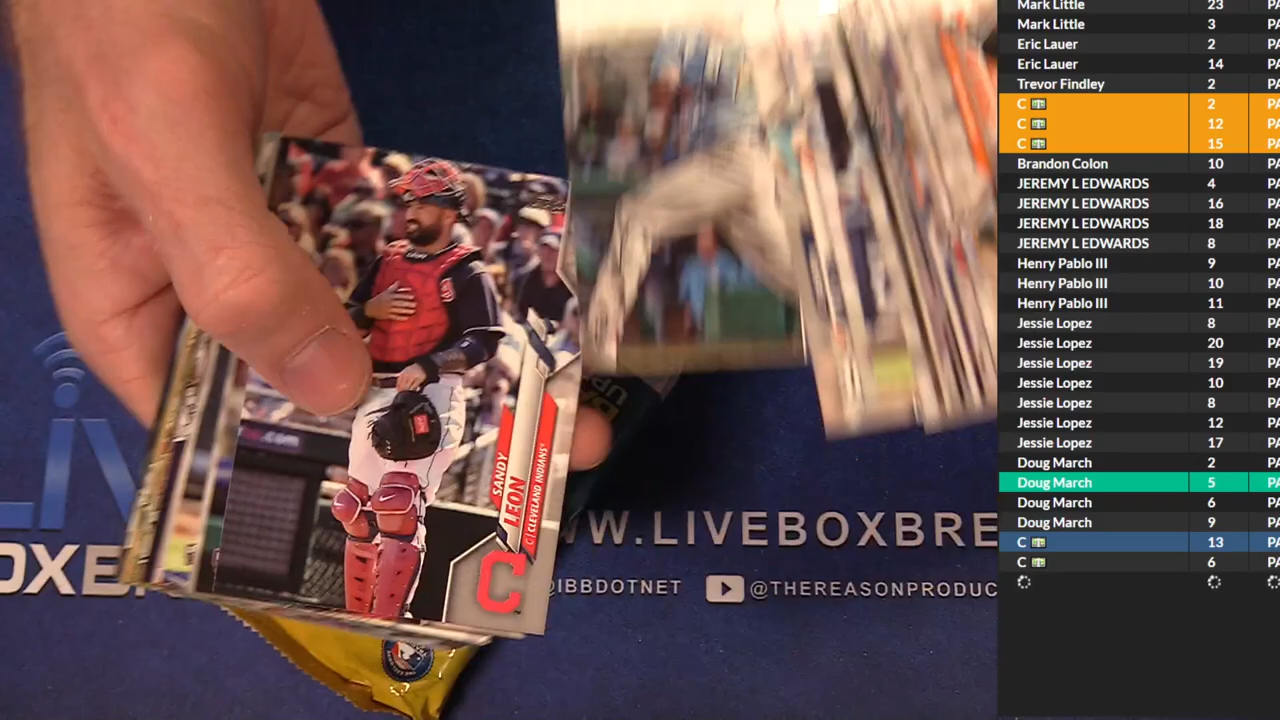 Mark Little 23 PA
Mark Little 3 PA
Eric Lauer 2 PA
Eric Lauer 14 PA
Trevor Findley 2 PA
C 2 PA
C 12 PA
C 15 PA
Brandon Colon 10 PA
JEREMY L EDWARDS 4 PA
JEREMY L EDWARDS 16 PA
JEREMY L EDWARDS 18 PA
JEREMY L EDWARDS 8 PA
Henry Pablo III 9 PA
Henry Pablo III 10 PA
Henry Pablo III 11 PA
Jessie Lopez 8 PA
Jessie Lopez 20 PA
Jessie Lopez 19 PA
Jessie Lopez 10 PA
Jessie Lopez 8 PA
Jessie Lopez 12 PA
Jessie Lopez 17 PA
Doug March 2 PA
Doug March 5 PA
Doug March 6 PA
Doug March 9 PA
C 13 PA
C 6 PA
SANDY
LEON
C | CLEVELAND INDIANS
C
.com
LIV
OXB
WW.LIVEBOXBRE
@IBBDOTNET @THEREASONPRODUC